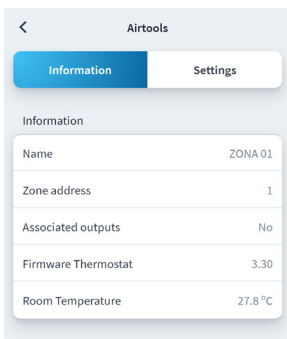 Airtools
Information Settings
Information
Name ZONA 01
Zone address 1
Associated outputs No
Firmware Thermostat 3.30
Room Temperature 27.8 ºC